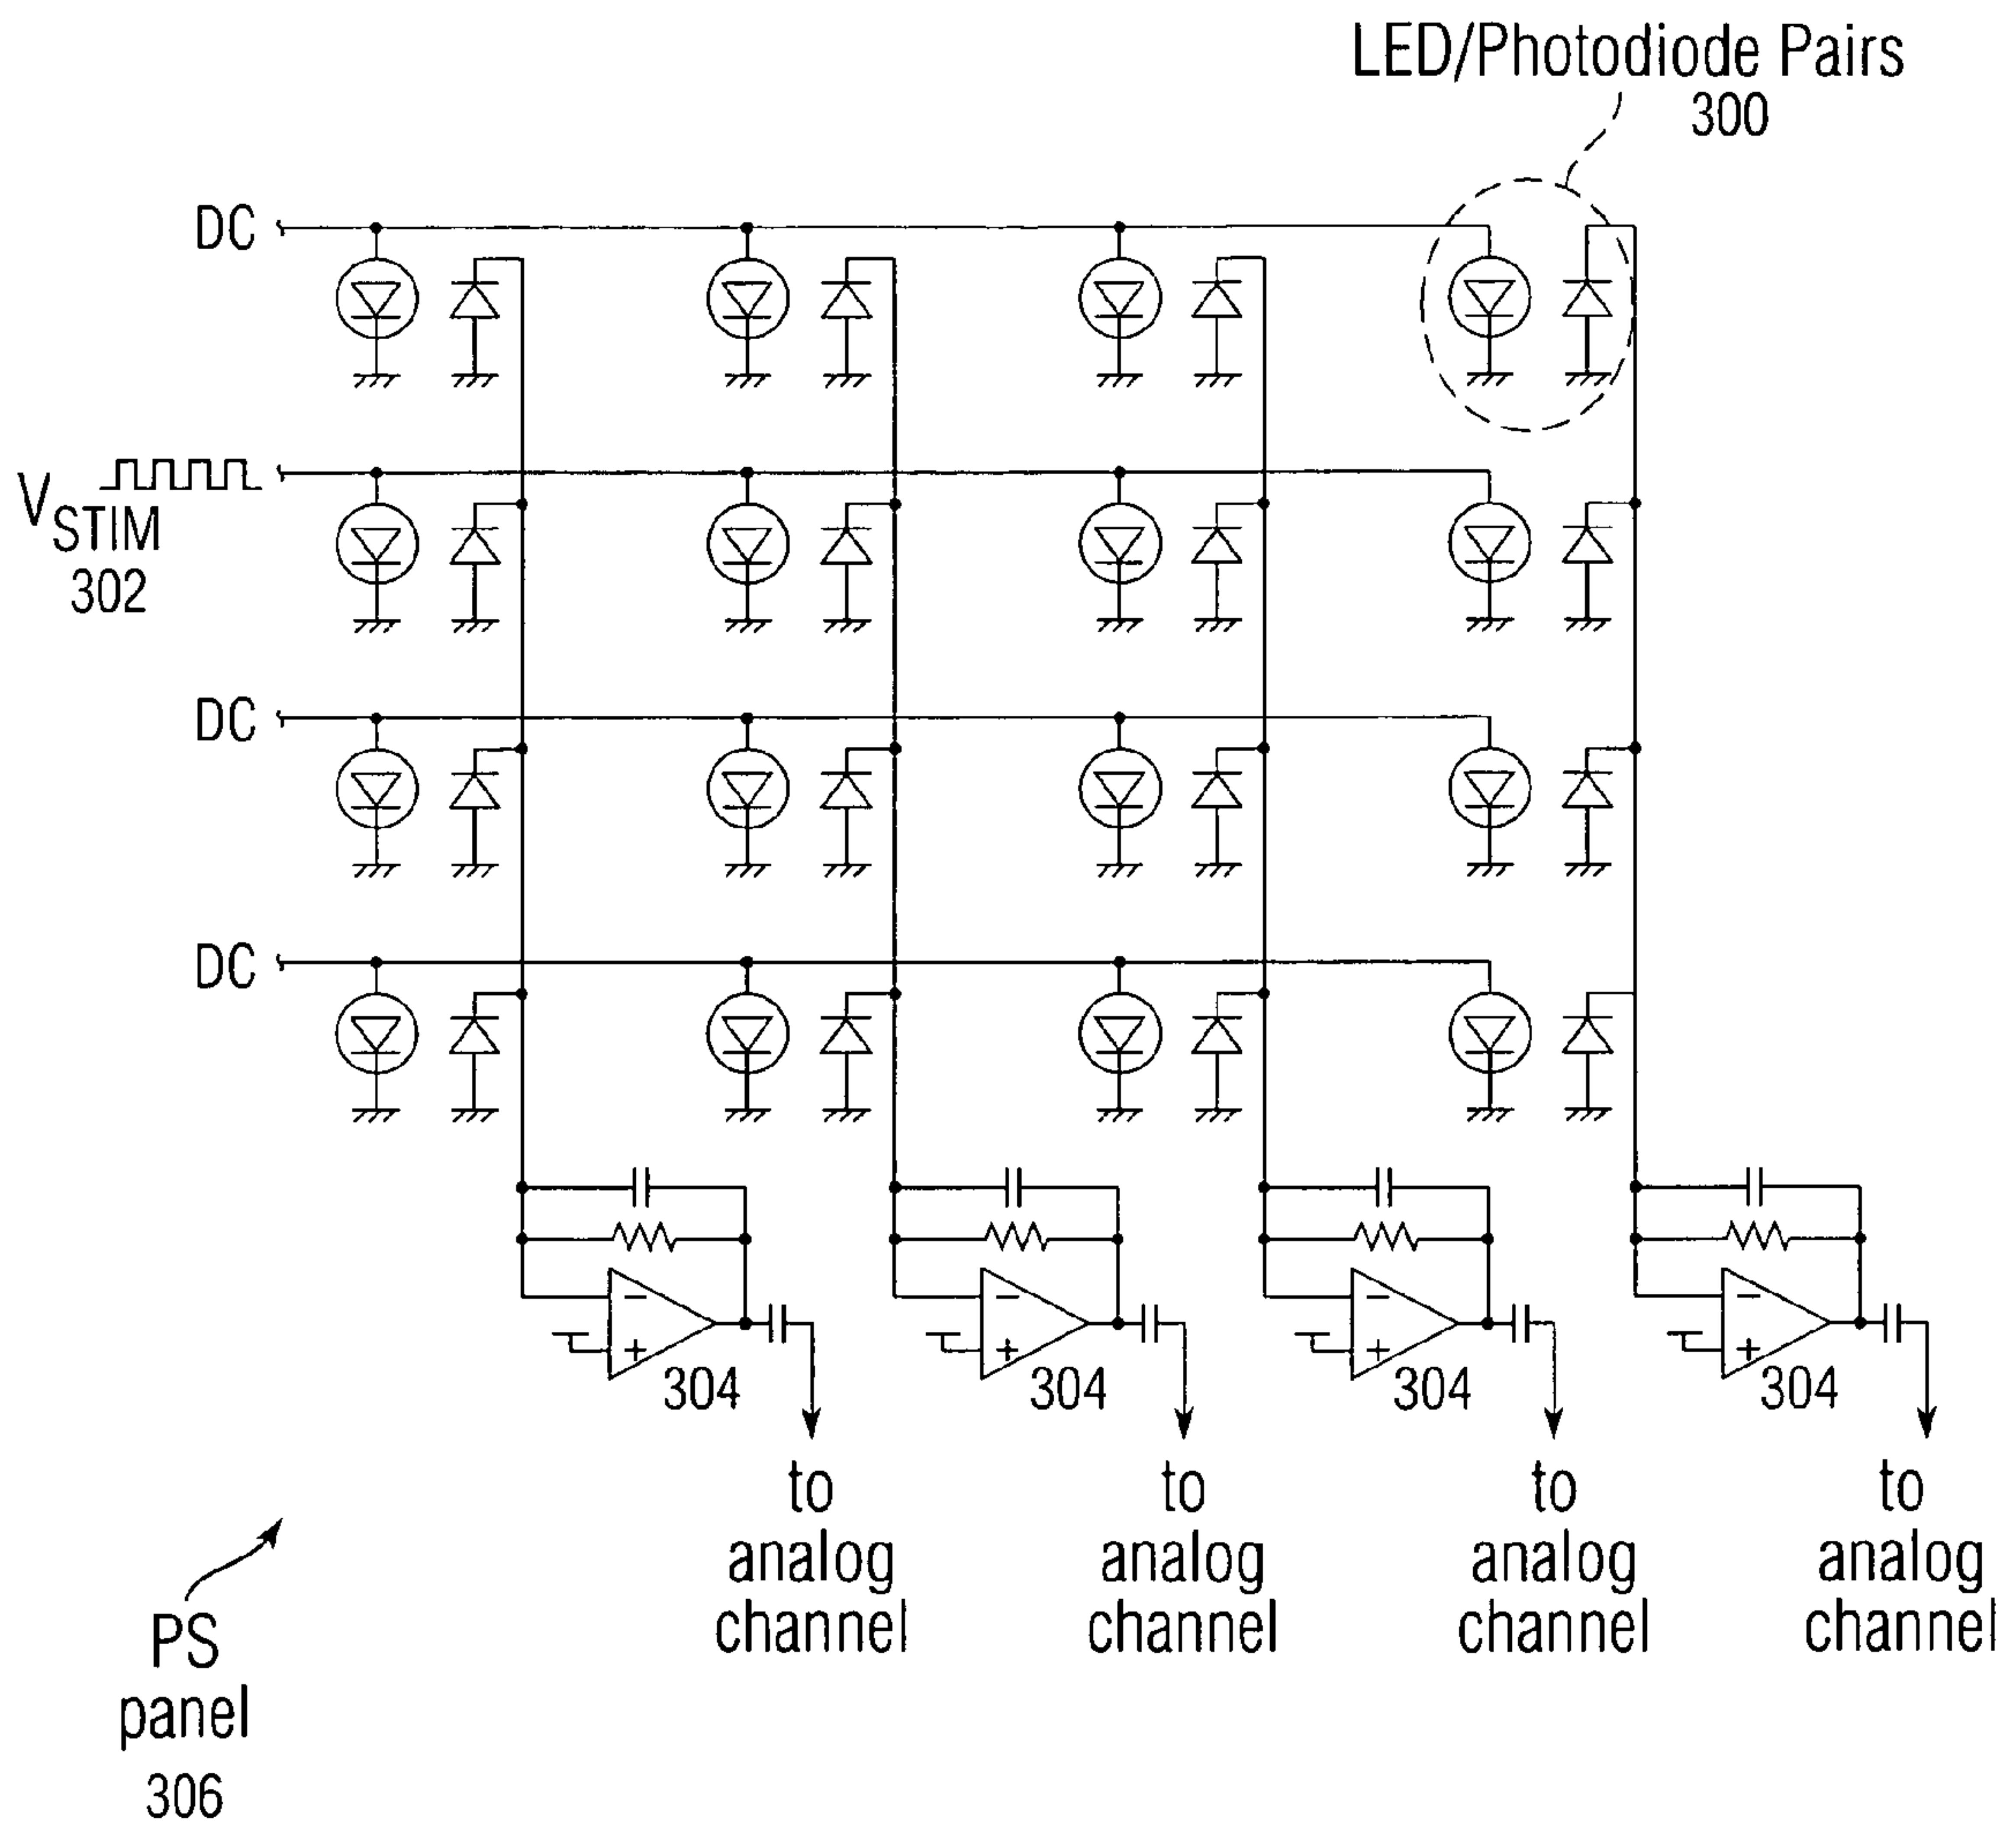 LED/Photodiode Pairs
300
DC
V STIM
302
DC
DC
− − − −
+ + + +
304 304 304 304
to to to to
analog analog analog analog
channel channel channel channel
PS
panel
306